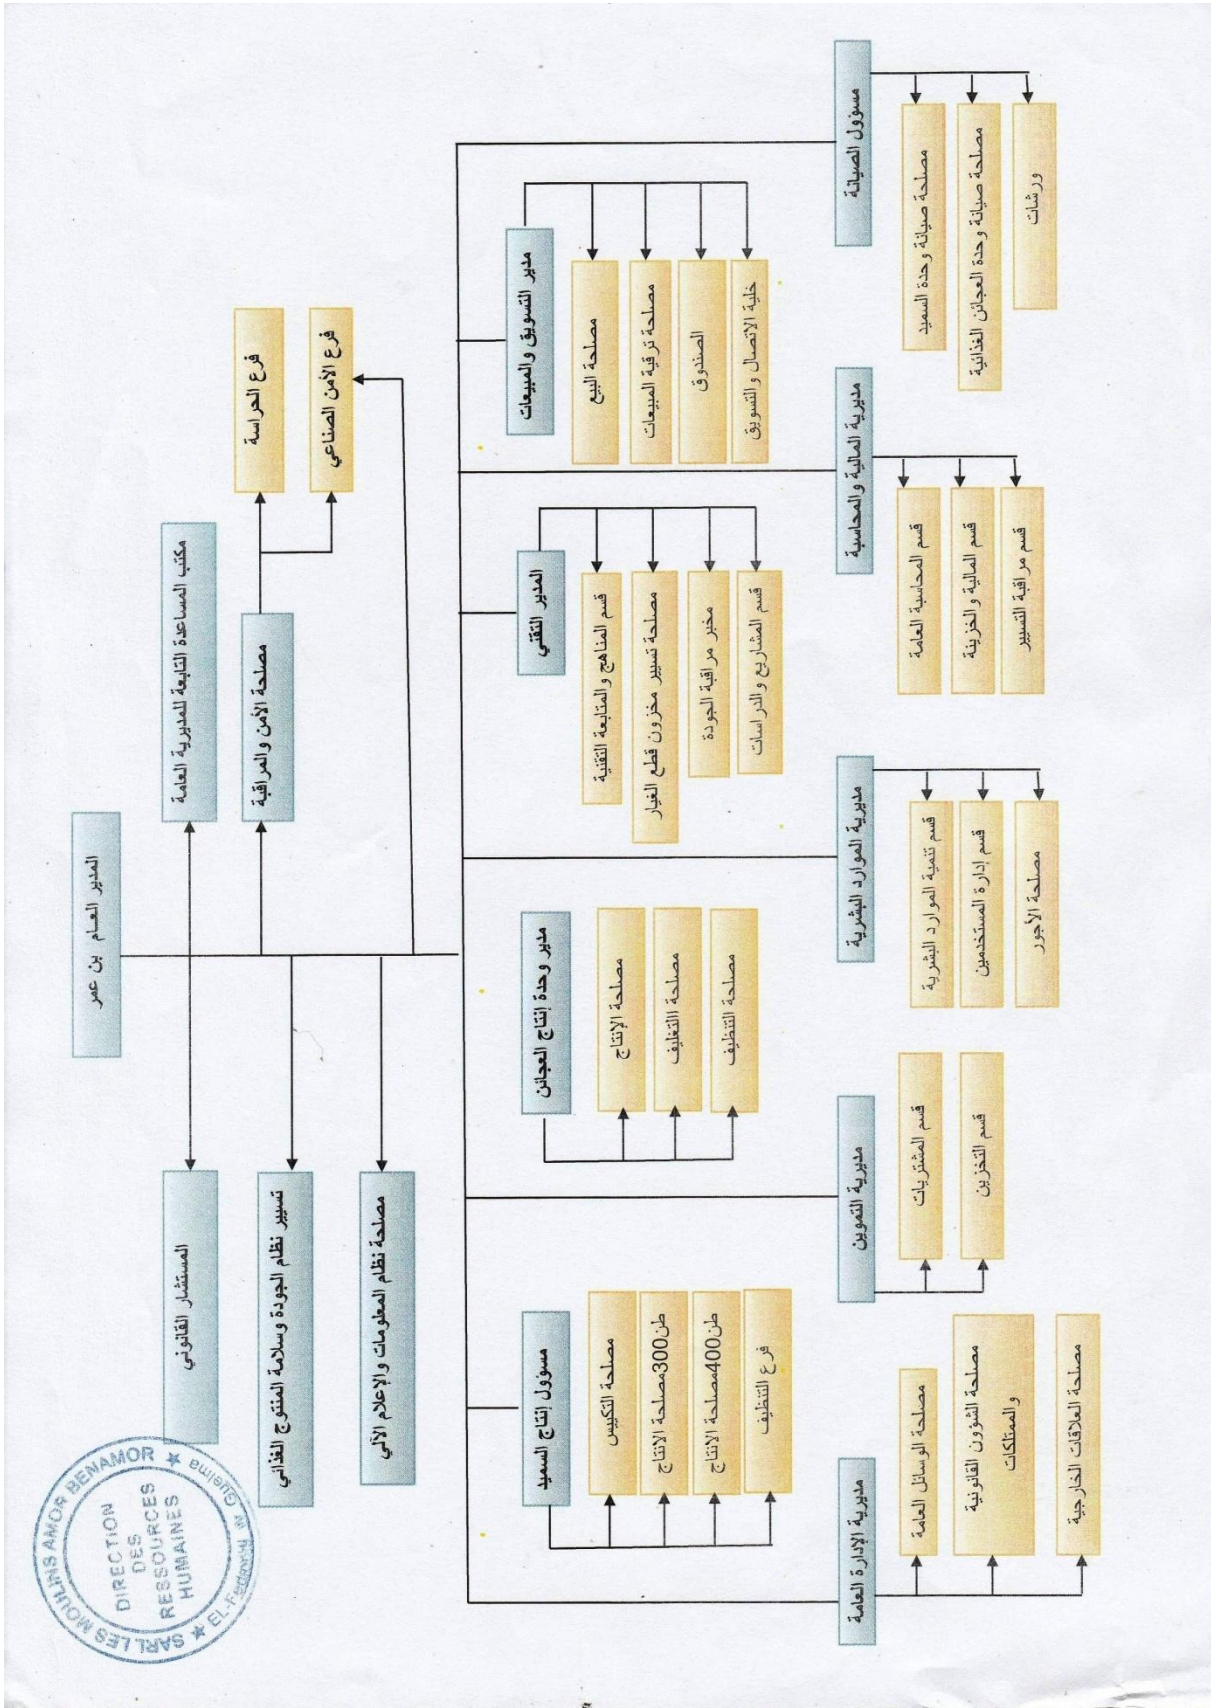 المدير العام بن عمر
مكتب المساعدة التابعة للمديرية العامة
المستشار القانوني
مصلحة الأمن والمراقبة
فرع الحراسة
فرع الأمن الصناعي
تسيير نظام الجودة وسلامة المنتوج الغذائي
مصلحة نظام المعلومات والإعلام الآلي
مدير التسويق والمبيعات
مصلحة البيع
مصلحة ترقية المبيعات
الصندوق
خلية الاتصال والتسويق
المدير التقني
قسم المناهج والمتابعة التقنية
مصلحة تسيير مخزون قطع الغيار
مخبر مراقبة الجودة
قسم المشاريع والدراسات
مدير وحدة إنتاج العجائن
مصلحة الإنتاج
مصلحة االتغليف
مصلحة التنظيف
مسوول إنتاج السميد
مصلحة التكييس
طن300مصلحة الانتاج
طن400مصلحة الانتاج
فرع التنظيف
مسوول الصيانة
مصلحة صيانة وحدة السميد
مصلحة صيانة وحدة العجائن الغذائية
ورشات
مديرية المالية والمحاسبة
قسم المحاسبة العامة
قسم المالية والخزينة
قسم مراقبة التسيير
مديرية الموارد البشرية
قسم تنمية الموارد البشرية
قسم إدارة المستخدمين
مصلحة الأجور
مديرية التموين
قسم المشتريات
قسم التخزين
مديرية الإدارة العامة
مصلحة الوسائل العامة
مصلحة الشؤون القانونية
والممتلكات
مصلحة العلاقات الخارجية
SARL LES MOULINS AMOR BENAMOR
DIRECTION
DES
RESSOURCES
HUMAINES
Guelma